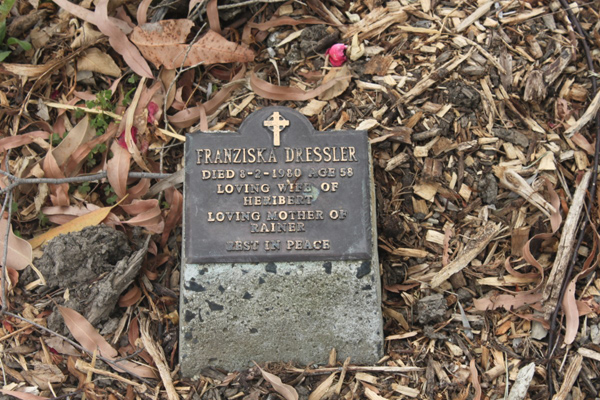 FRANZISKA DRESSLER
DIED 8-2-1980 AGE 58
LOVING WIFE OF
HERIBERT
LOVING MOTHER OF
RAINER
REST IN PEACE